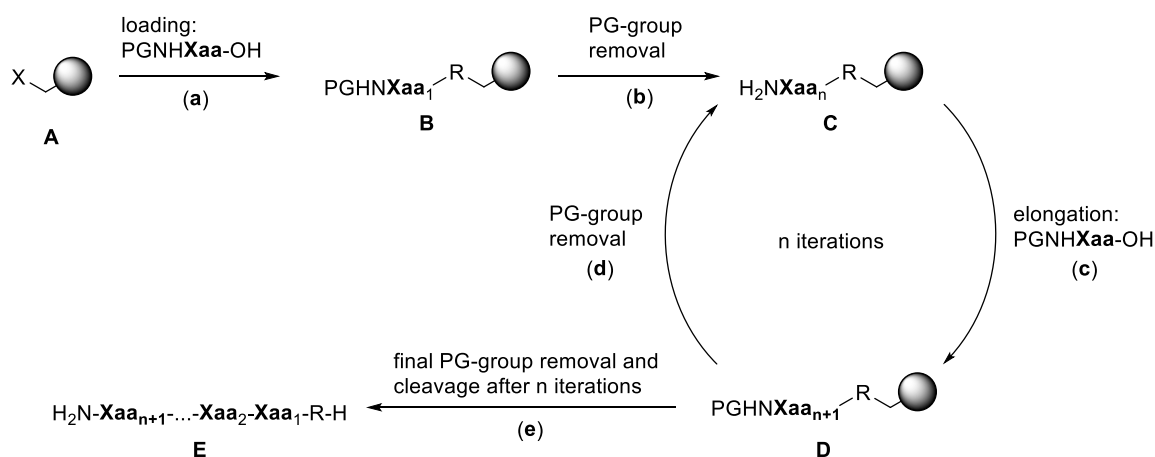 loading:
PGNHXaa-OH
X
(a)
A
PGHNXaa1 R
B
PG-group
removal
(b)
H2NXaan R
C
PG-group
removal
(d)
n iterations
elongation:
PGNHXaa-OH
(c)
final PG-group removal and
cleavage after n iterations
(e)
H2N-Xaan+1-...-Xaa2-Xaa1-R-H
E
PGHNXaan+1 R
D